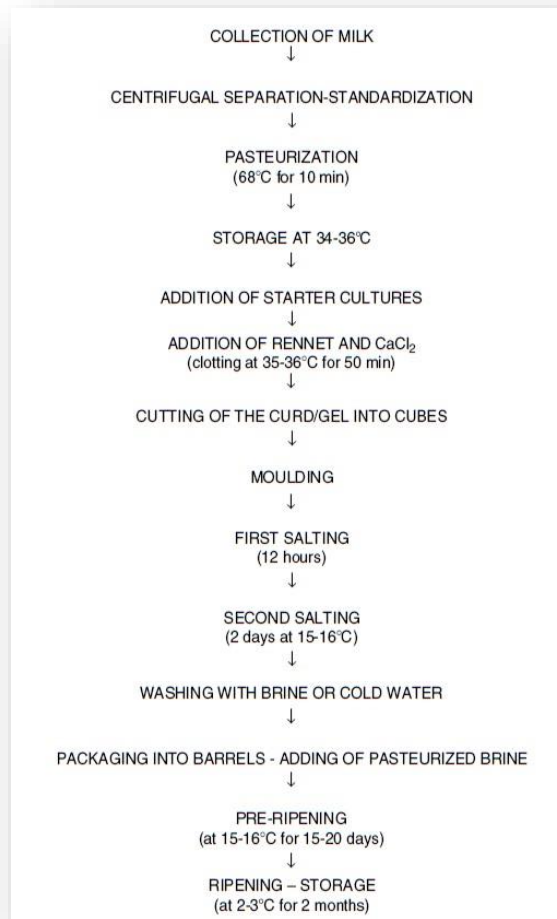 COLLECTION OF MILK
↓
CENTRIFUGAL SEPARATION-STANDARDIZATION
↓
PASTEURIZATION
(68°C for 10 min)
↓
STORAGE AT 34-36°C
↓
ADDITION OF STARTER CULTURES
↓
ADDITION OF RENNET AND CaCl₂
(clotting at 35-36°C for 50 min)
↓
CUTTING OF THE CURD/GEL INTO CUBES
↓
MOULDING
↓
FIRST SALTING
(12 hours)
↓
SECOND SALTING
(2 days at 15-16°C)
↓
WASHING WITH BRINE OR COLD WATER
↓
PACKAGING INTO BARRELS - ADDING OF PASTEURIZED BRINE
↓
PRE-RIPENING
(at 15-16°C for 15-20 days)
↓
RIPENING – STORAGE
(at 2-3°C for 2 months)